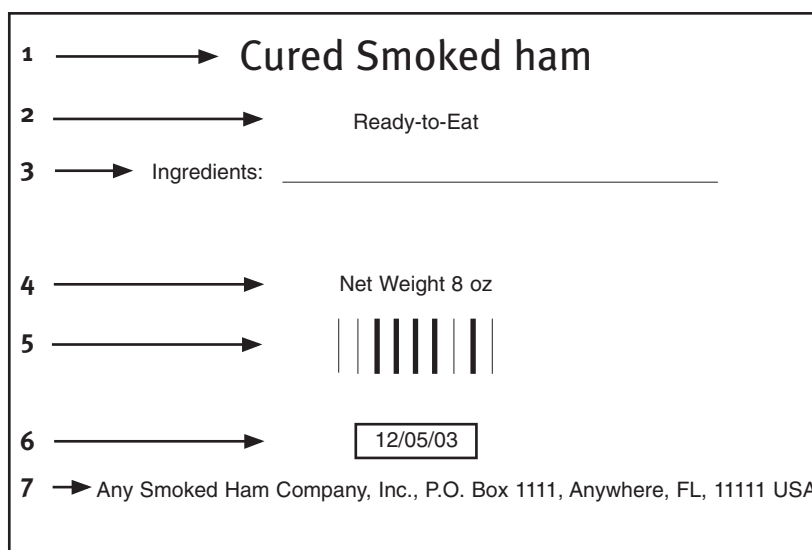 1 Cured Smoked ham
2 Ready-to-Eat
3 Ingredients:
4 Net Weight 8 oz
5
6 12/05/03
7 Any Smoked Ham Company, Inc., P.O. Box 1111, Anywhere, FL, 11111 USA